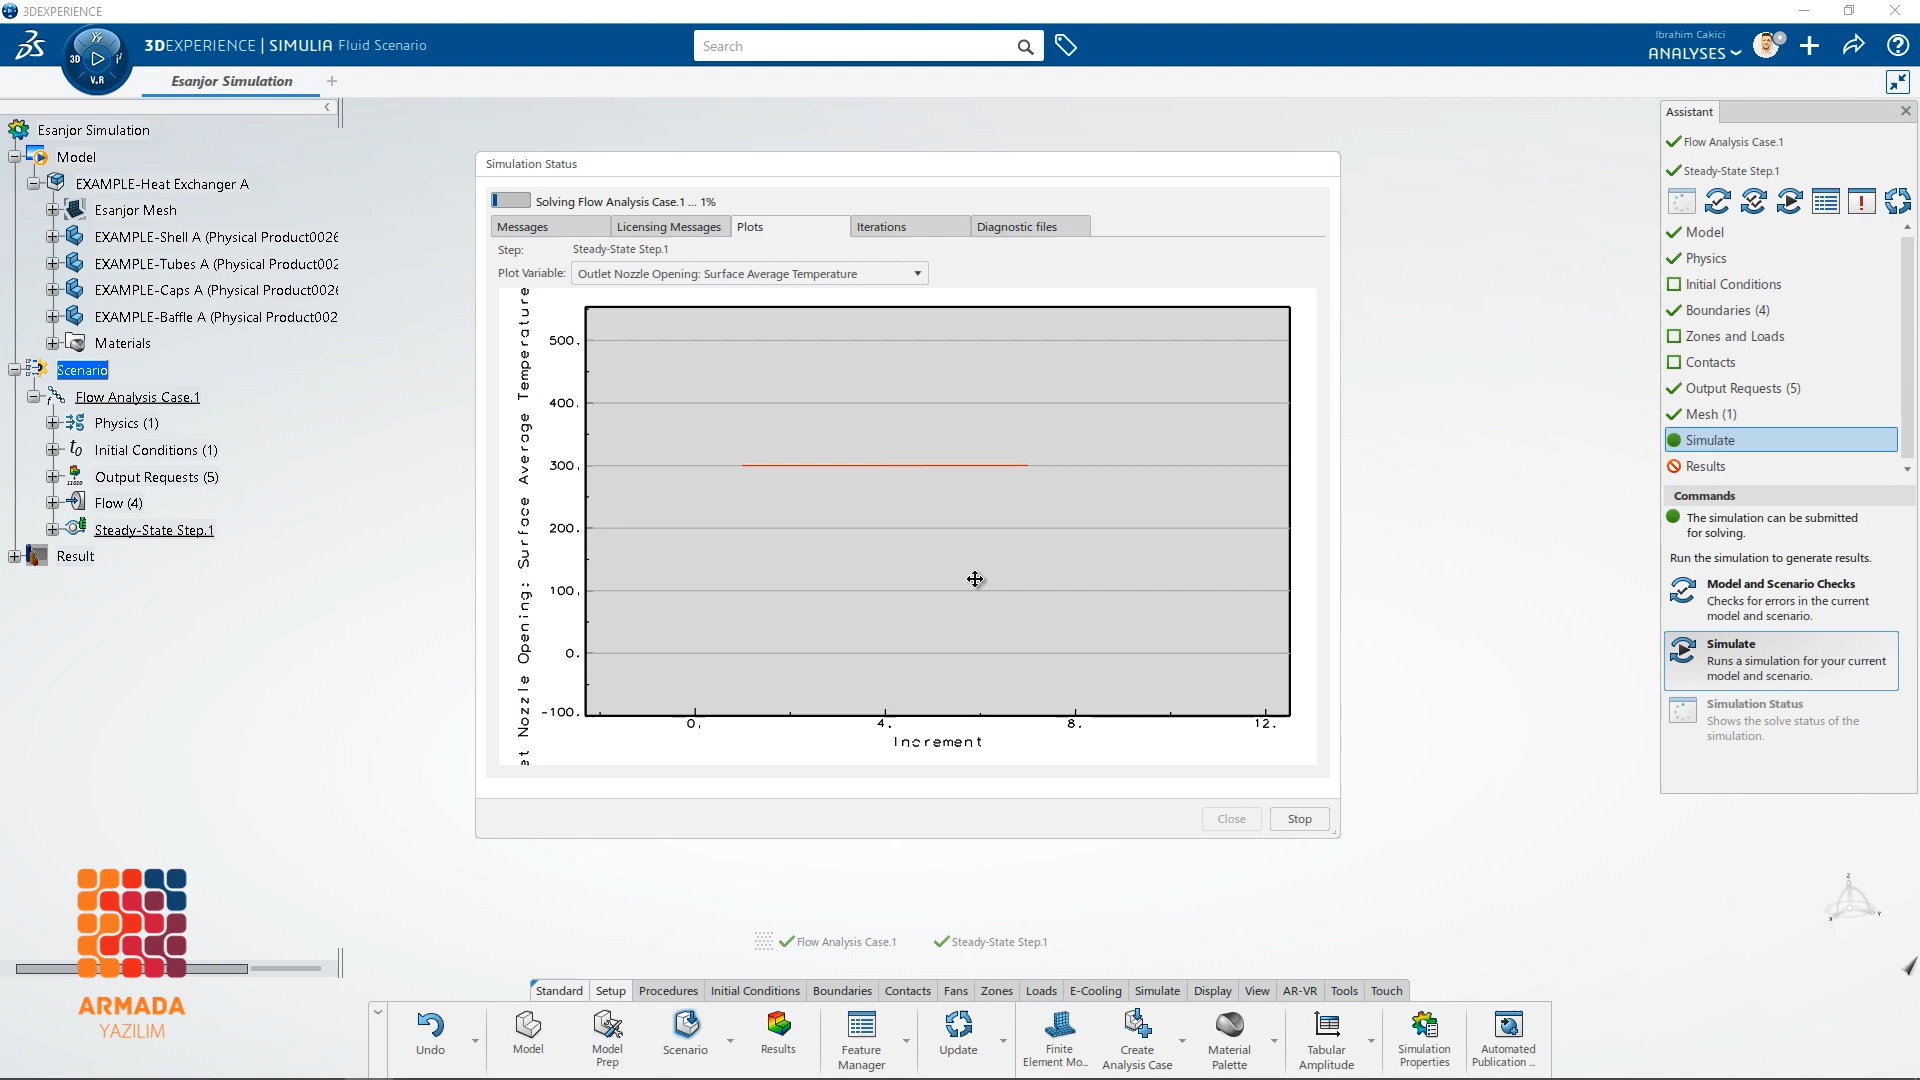 3DEXPERIENCE
3DEXPERIENCE | SIMULIA Fluid Scenario
3D
V.R
Search
Ibrahim Cakici
ANALYSES
Esanjor Simulation
Esanjor Simulation
Model
EXAMPLE-Heat Exchanger A
Esanjor Mesh
EXAMPLE-Shell A (Physical Product0026
EXAMPLE-Tubes A (Physical Product002
EXAMPLE-Caps A (Physical Product0026
EXAMPLE-Baffle A (Physical Product002
Materials
Scenario
Flow Analysis Case.1
Physics (1)
Initial Conditions (1)
Output Requests (5)
Flow (4)
Steady-State Step.1
Result
Simulation Status
Solving Flow Analysis Case.1 ... 1%
Messages
Licensing Messages
Plots
Iterations
Diagnostic files
Step:
Steady-State Step.1
Plot Variable:
Outlet Nozzle Opening: Surface Average Temperature
et Nozzle Opening: Surface Average Temperature
500.
400.
300.
200.
100.
0.
-100.
0.
4.
8.
12.
Increment
Close
Stop
Assistant
Flow Analysis Case.1
Steady-State Step.1
Model
Physics
Initial Conditions
Boundaries (4)
Zones and Loads
Contacts
Output Requests (5)
Mesh (1)
Simulate
Results
Commands
The simulation can be submitted
for solving.
Run the simulation to generate results.
Model and Scenario Checks
Checks for errors in the current
model and scenario.
Simulate
Runs a simulation for your current
model and scenario.
Simulation Status
Shows the solve status of the
simulation.
ARMADA
YAZILIM
Flow Analysis Case.1
Steady-State Step.1
Standard
Setup
Procedures
Initial Conditions
Boundaries
Contacts
Fans
Zones
Loads
E-Cooling
Simulate
Display
View
AR-VR
Tools
Touch
Undo
Model
Model
Prep
Scenario
Results
Feature
Manager
Update
Finite
Element Mo...
Create
Analysis Case
Material
Palette
Tabular
Amplitude
Simulation
Properties
Automated
Publication ...